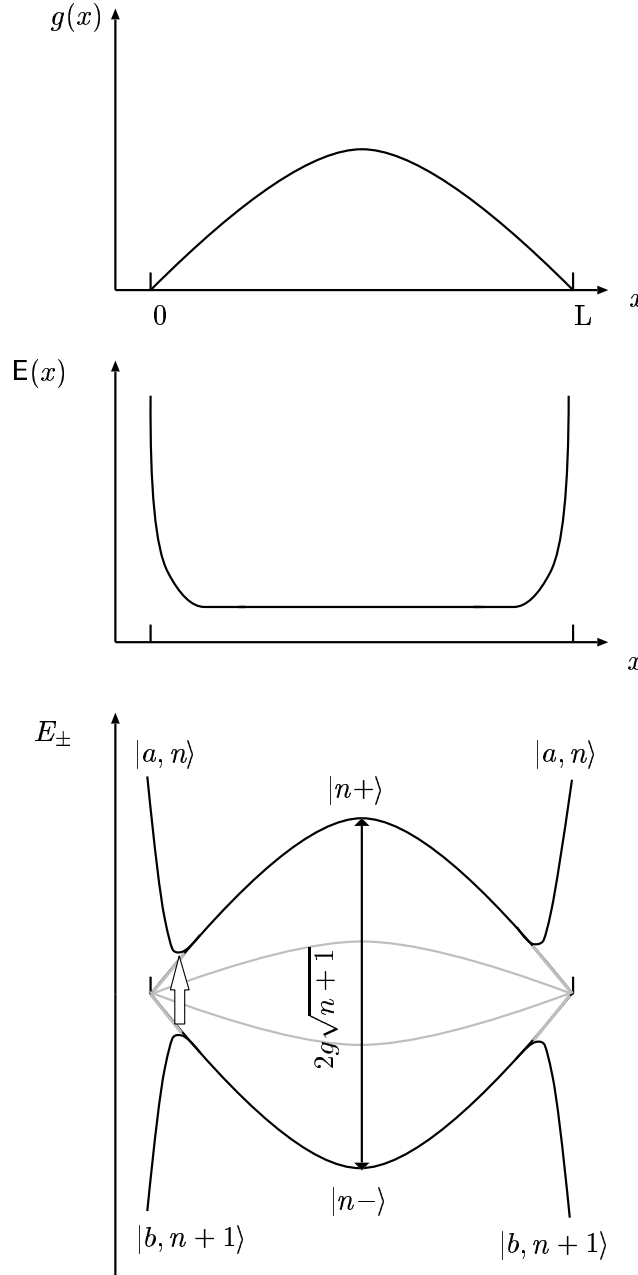 g(x)
x
0 L
E(x)
x
E±
|a, n⟩ |a, n⟩
|n+⟩
2g√n + 1
|n−⟩
|b, n + 1⟩ |b, n + 1⟩